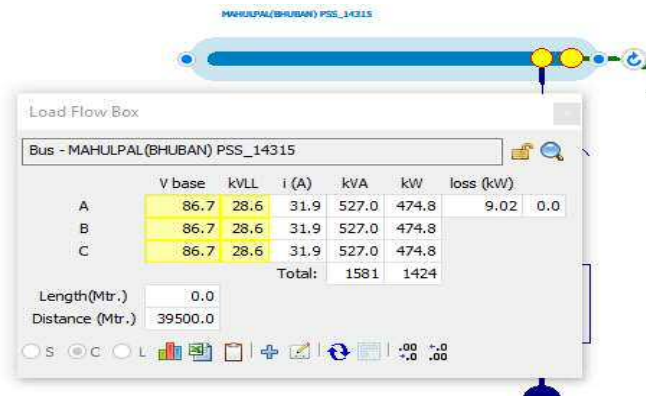 MAHULPAL(BHUBAN) PSS_14315
Load Flow Box
Bus - MAHULPAL(BHUBAN) PSS_14315
V base kVLL i (A) kVA kW loss (kW)
A 86.7 28.6 31.9 527.0 474.8 9.02 0.0
B 86.7 28.6 31.9 527.0 474.8
C 86.7 28.6 31.9 527.0 474.8
Total: 1581 1424
Length(Mtr.) 0.0
Distance (Mtr.) 39500.0
S C L .00 .0 .0 .00